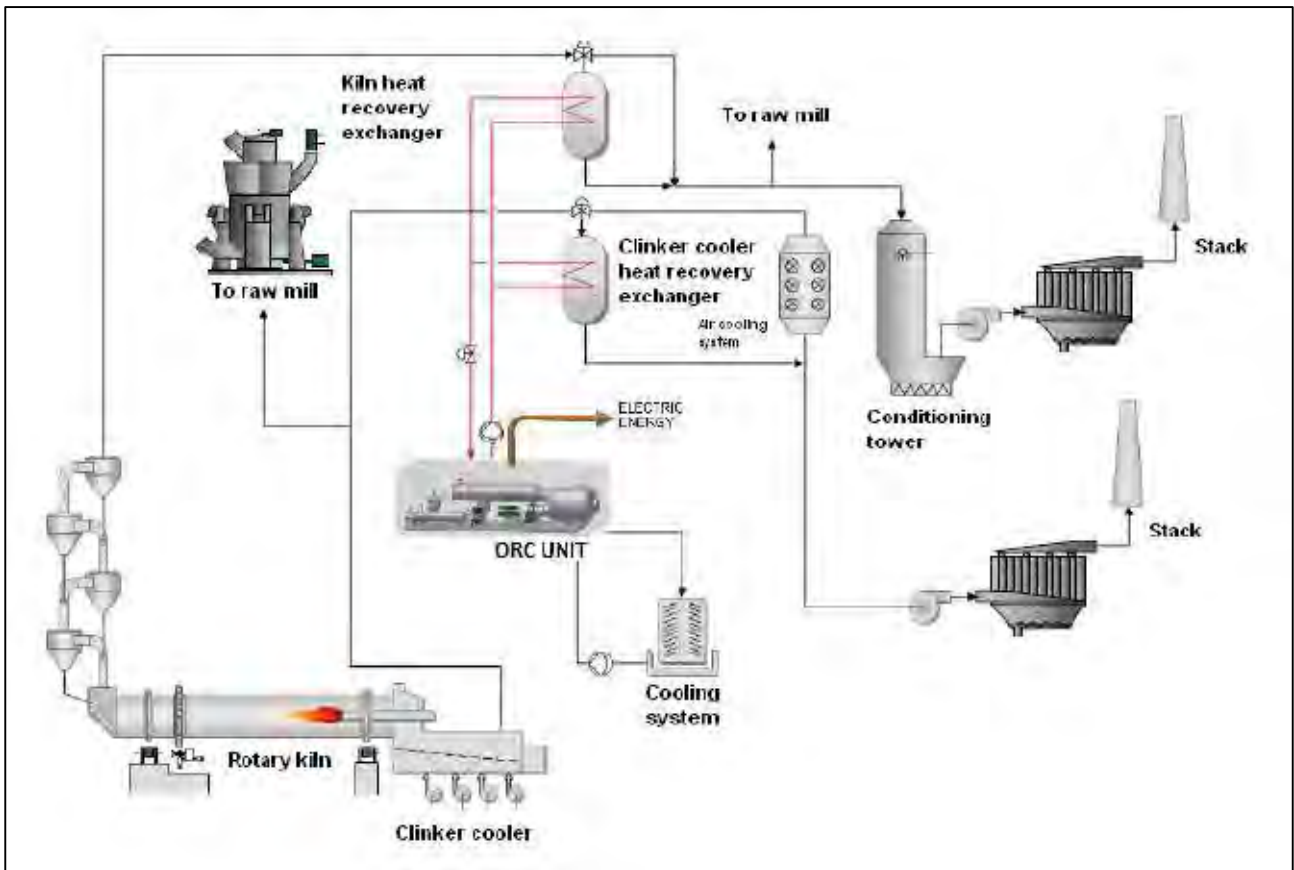 Kiln heat
recovery
exchanger
To raw mill
To raw mill
Stack
Clinker cooler
heat recovery
exchanger
Air cooling
system
Conditioning
tower
ELECTRIC
ENERGY
ORC UNIT
Stack
Cooling
system
Rotary kiln
Clinker cooler